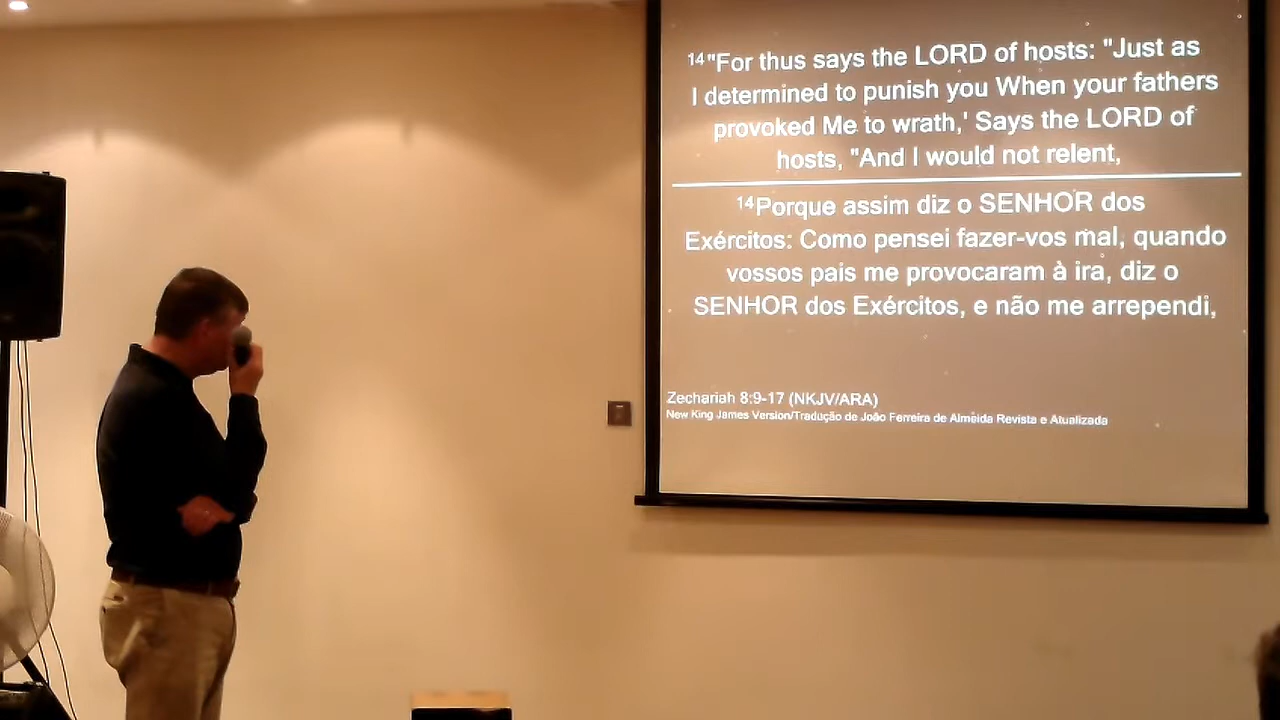 14"For thus says the LORD of hosts: "Just as
I determined to punish you When your fathers
provoked Me to wrath,' Says the LORD of
hosts, "And I would not relent,
14Porque assim diz o SENHOR dos
Exércitos: Como pensei fazer-vos mal, quando
vossos pais me provocaram à ira, diz o
SENHOR dos Exércitos, e não me arrependi,
Zechariah 8:9-17 (NKJV/ARA)
New King James Version/Tradução de João Ferreira de Almeida Revista e Atualizada